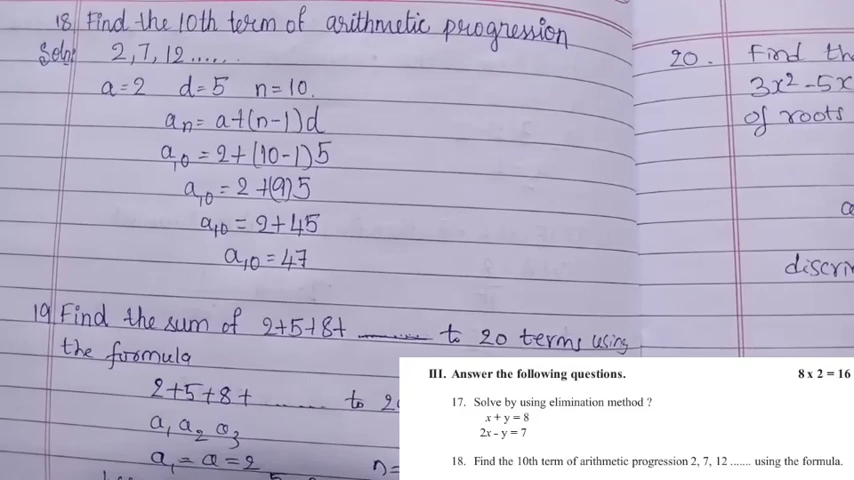 18. Find the 10th term of arithmetic progression
Soln: 2, 7, 12 ......
a=2 d=5 n=10.
an = a+(n-1)d
a10 = 2+(10-1)5
a10 = 2+(9)5
a10 = 2+45
a10 = 47
19 Find the sum of 2+5+8+ ........ to 20 terms using
the formula
2+5+8+ ....... to
a1 a2 a3
a1 = a = 2 n=
20. Find
3x²-5x
of roots
III. Answer the following questions. 8 x 2 = 16
17. Solve by using elimination method ?
x + y = 8
2x - y = 7
18. Find the 10th term of arithmetic progression 2, 7, 12 ....... using the formula.